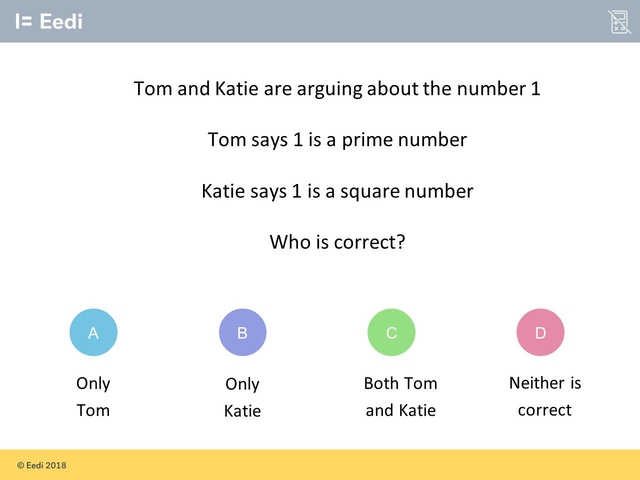 Eedi
Tom and Katie are arguing about the number 1
Tom says 1 is a prime number
Katie says 1 is a square number
Who is correct?
A
B
C
D
Only
Tom
Only
Katie
Both Tom
and Katie
Neither is
correct
© Eedi 2018